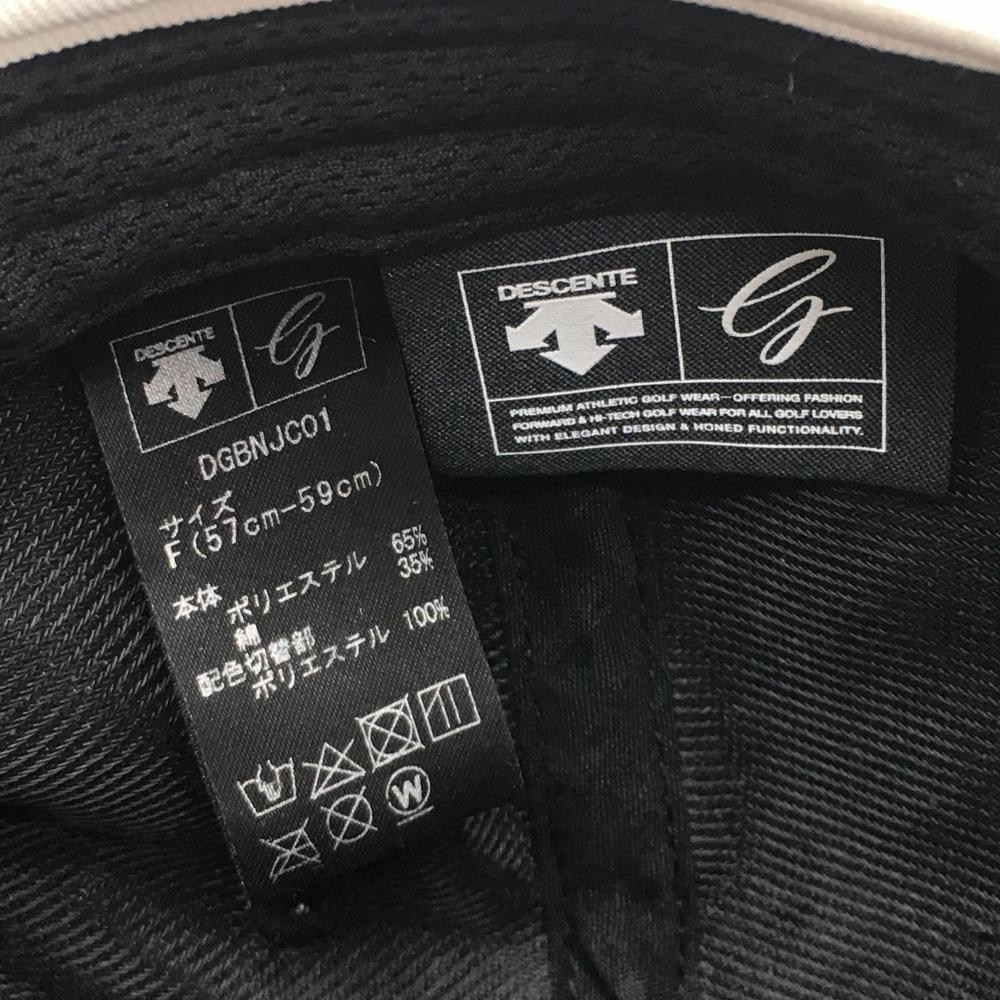 DESCENTE
G
DGBNJC01
サイズ
F(57cm-59cm)
本体 ポリエステル 65%
綿 35%
配色切替部
ポリエステル 100%
W
DESCENTE
G
PREMIUM ATHLETIC GOLF WEAR—OFFERING FASHION
FORWARD & HI-TECH GOLF WEAR FOR ALL GOLF LOVERS
WITH ELEGANT DESIGN & HONED FUNCTIONALITY.